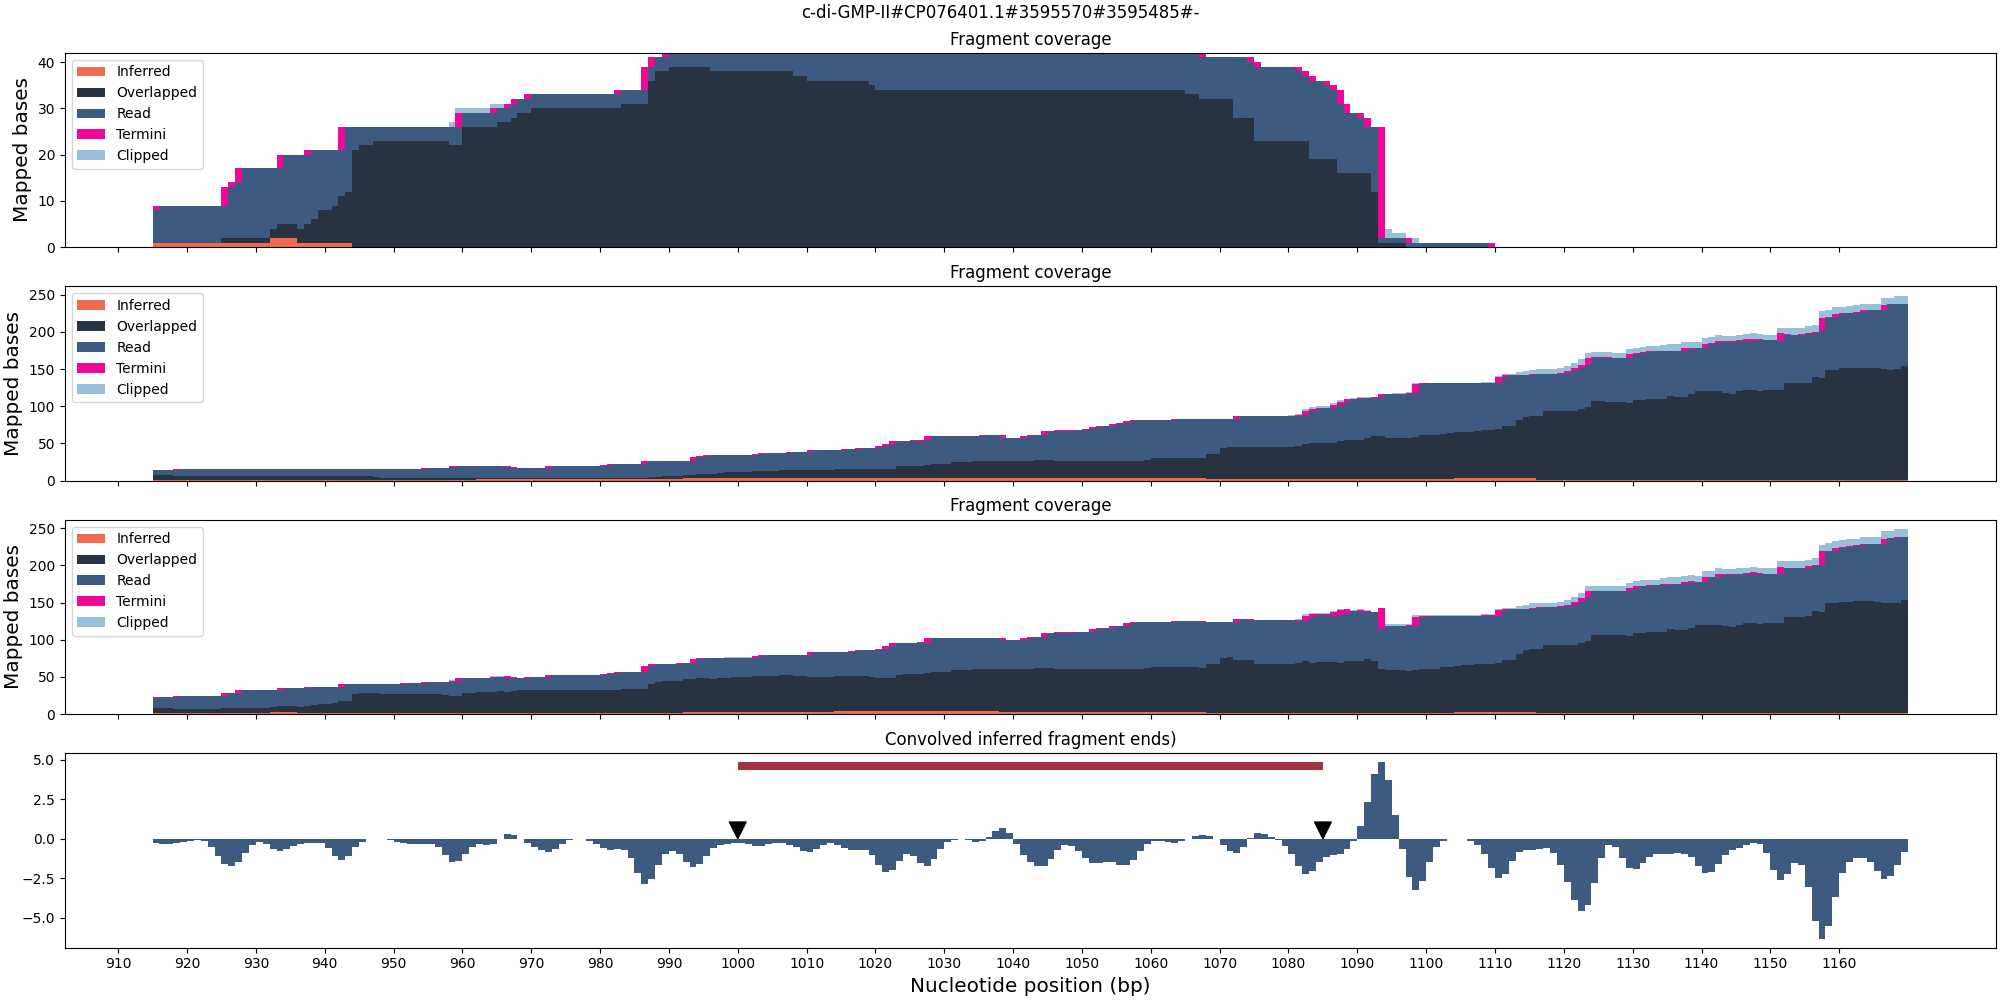 c-di-GMP-II#CP076401.1#3595570#3595485#-
Fragment coverage
Mapped bases
40
30
20
10
0
Inferred
Overlapped
Read
Termini
Clipped
Fragment coverage
Mapped bases
250
200
150
100
50
0
Inferred
Overlapped
Read
Termini
Clipped
Fragment coverage
Mapped bases
250
200
150
100
50
0
Inferred
Overlapped
Read
Termini
Clipped
Convolved inferred fragment ends)
5.0
2.5
0.0
−2.5
−5.0
910 920 930 940 950 960 970 980 990 1000 1010 1020 1030 1040 1050 1060 1070 1080 1090 1100 1110 1120 1130 1140 1150 1160
Nucleotide position (bp)